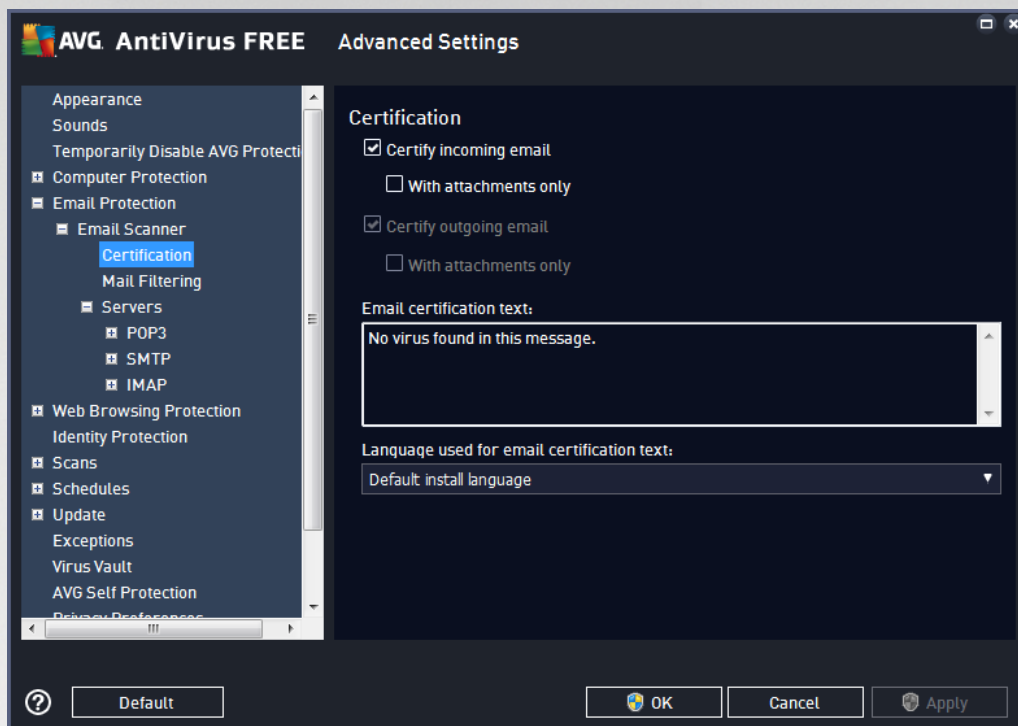 AVG. AntiVirus FREE Advanced Settings
Appearance
Sounds
Temporarily Disable AVG Protecti
Computer Protection
Email Protection
Email Scanner
Certification
Mail Filtering
Servers
POP3
SMTP
IMAP
Web Browsing Protection
Identity Protection
Scans
Schedules
Update
Exceptions
Virus Vault
AVG Self Protection
Privacy Preferences
Certification
Certify incoming email
With attachments only
Certify outgoing email
With attachments only
Email certification text:
No virus found in this message.
Language used for email certification text:
Default install language
Default
OK
Cancel
Apply